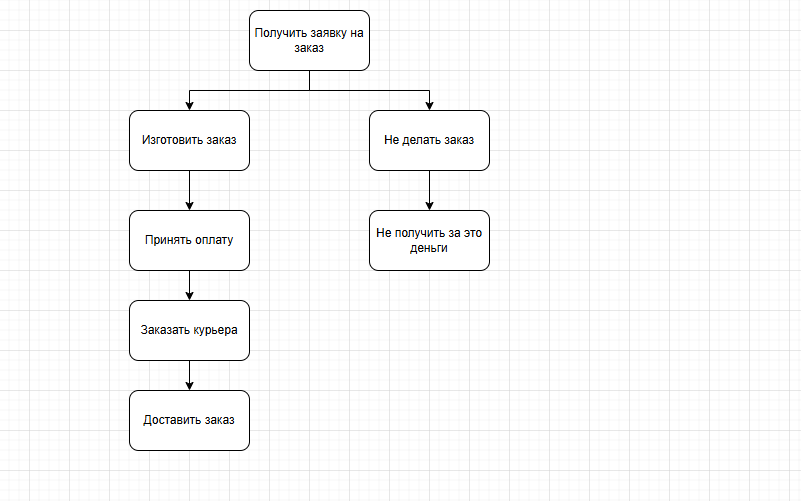 Получить заявку на
заказ
Изготовить заказ
Не делать заказ
Принять оплату
Не получить за это
деньги
Заказать курьера
Доставить заказ